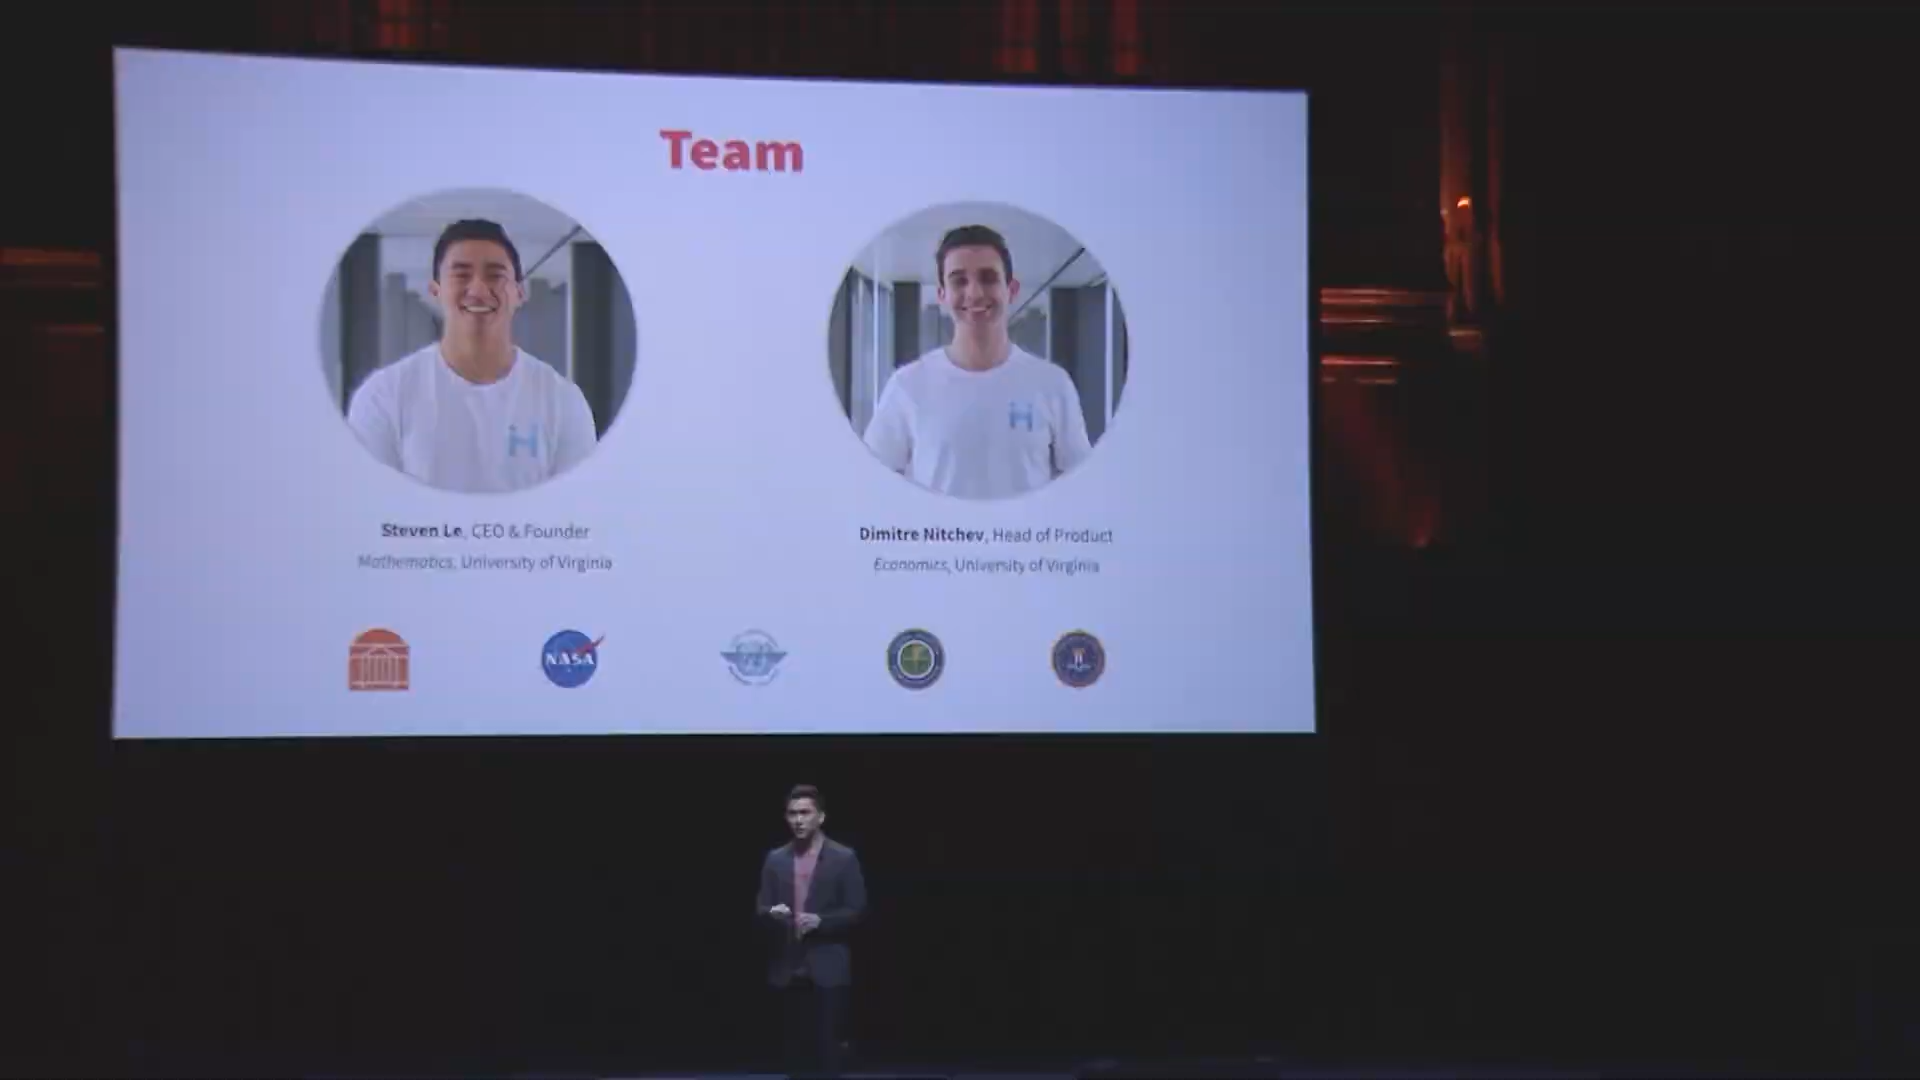 Team
Steven Le, CEO & Founder
Mathematics, University of Virginia
Dimitre Nitchev, Head of Product
Economics, University of Virginia
H
H
NASA